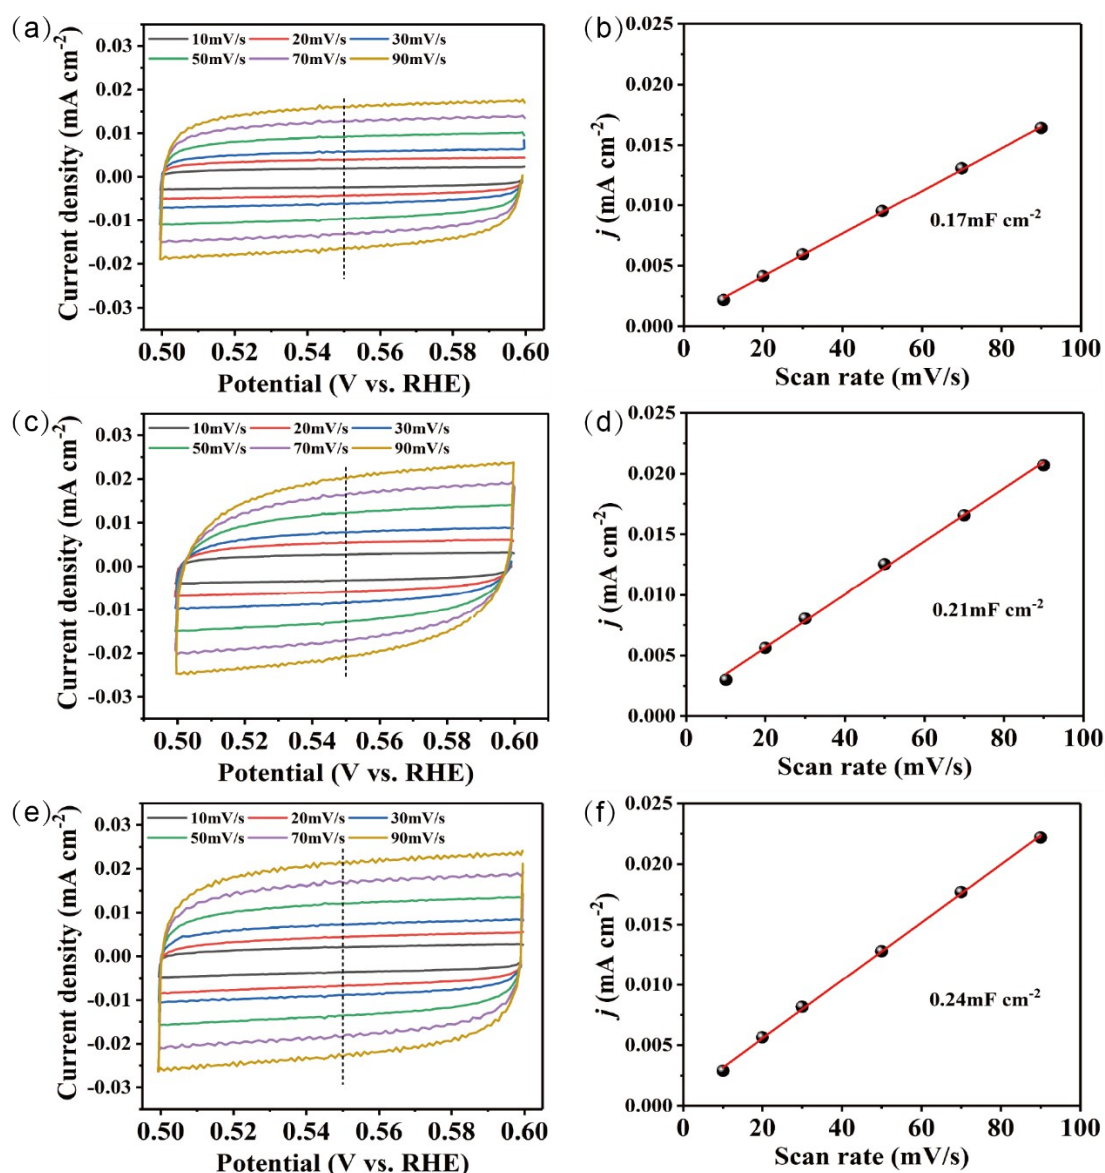 (a)
10mV/s 20mV/s 30mV/s
50mV/s 70mV/s 90mV/s
Current density (mA cm-2)
0.03
0.02
0.01
0.00
-0.01
-0.02
-0.03
0.50 0.52 0.54 0.56 0.58 0.60
Potential (V vs. RHE)
(b)
j (mA cm-2)
0.025
0.020
0.015
0.010
0.005
0.000
0.17mF cm-2
0 20 40 60 80 100
Scan rate (mV/s)
(c)
10mV/s 20mV/s 30mV/s
50mV/s 70mV/s 90mV/s
Current density (mA cm-2)
0.03
0.02
0.01
0.00
-0.01
-0.02
-0.03
0.50 0.52 0.54 0.56 0.58 0.60
Potential (V vs. RHE)
(d)
j (mA cm-2)
0.025
0.020
0.015
0.010
0.005
0.000
0.21mF cm-2
0 20 40 60 80 100
Scan rate (mV/s)
(e)
10mV/s 20mV/s 30mV/s
50mV/s 70mV/s 90mV/s
Current density (mA cm-2)
0.03
0.02
0.01
0.00
-0.01
-0.02
-0.03
0.50 0.52 0.54 0.56 0.58 0.60
Potential (V vs. RHE)
(f)
j (mA cm-2)
0.025
0.020
0.015
0.010
0.005
0.000
0.24mF cm-2
0 20 40 60 80 100
Scan rate (mV/s)